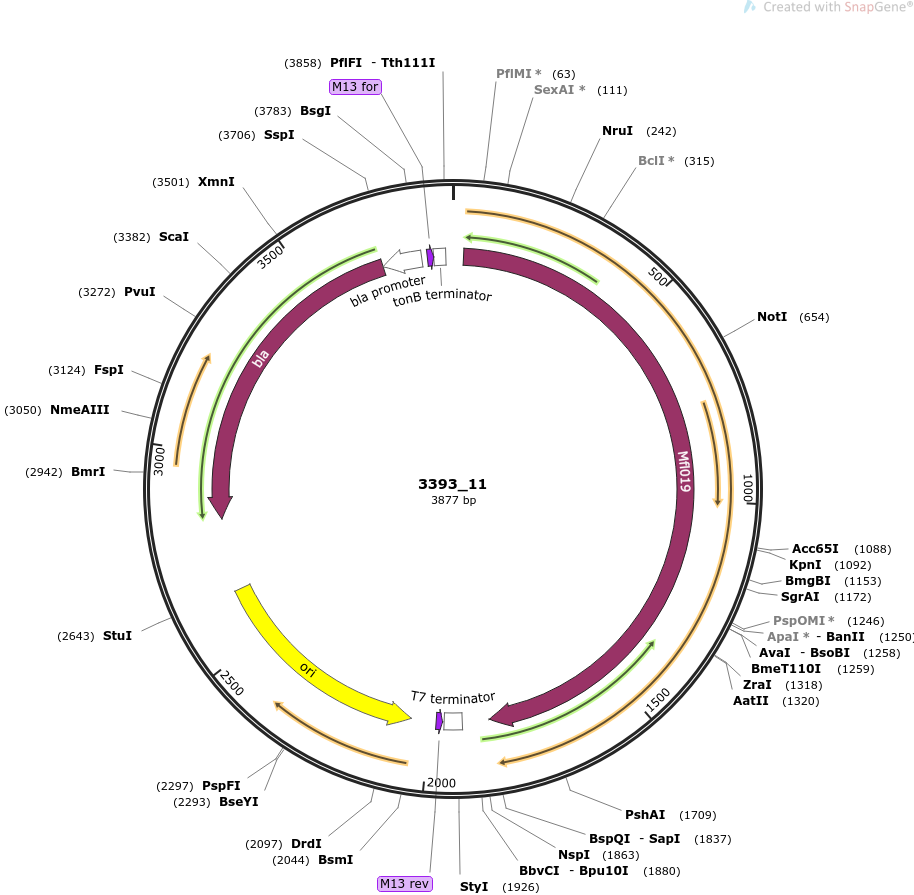 Created with SnapGene®
(3858) PflFI - Tth111I
M13 for
(3783) BsgI
(3706) SspI
(3501) XmnI
(3382) ScaI
(3272) PvuI
(3124) FspI
(3050) NmeAIII
(2942) BmrI
(2643) StuI
(2297) PspFI
(2293) BseYI
(2097) DrdI
(2044) BsmI
M13 rev
PflMI * (63)
SexAI * (111)
NruI (242)
BclI * (315)
NotI (654)
Acc65I (1088)
KpnI (1092)
BmgBI (1153)
SgrAI (1172)
PspOMI * (1246)
ApaI * - BanII (1250)
AvaI - BsoBI (1258)
BmeT110I (1259)
ZraI (1318)
AatII (1320)
PshAI (1709)
BspQI - SapI (1837)
NspI (1863)
BbvCI - Bpu10I (1880)
StyI (1926)
500
1000
1500
2000
2500
3000
3500
bla promoter
tonB terminator
bla
Mfl019
ori
T7 terminator
3393_11
3877 bp